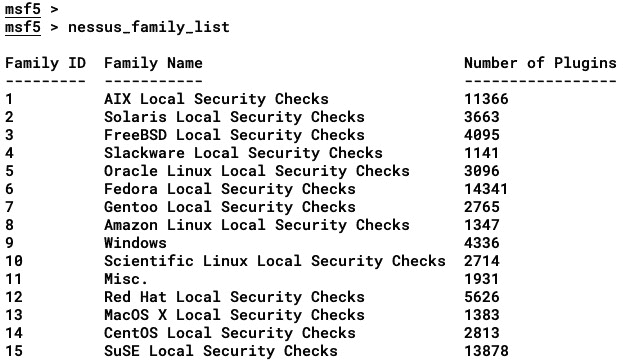 msf5 >
msf5 > nessus_family_list
Family ID  Family Name                             Number of Plugins
---------  -----------                             -----------------
1          AIX Local Security Checks               11366
2          Solaris Local Security Checks           3663
3          FreeBSD Local Security Checks           4095
4          Slackware Local Security Checks         1141
5          Oracle Linux Local Security Checks      3096
6          Fedora Local Security Checks            14341
7          Gentoo Local Security Checks            2765
8          Amazon Linux Local Security Checks      1347
9          Windows                                 4336
10         Scientific Linux Local Security Checks  2714
11         Misc.                                   1931
12         Red Hat Local Security Checks           5626
13         MacOS X Local Security Checks           1383
14         CentOS Local Security Checks            2813
15         SuSE Local Security Checks              13878